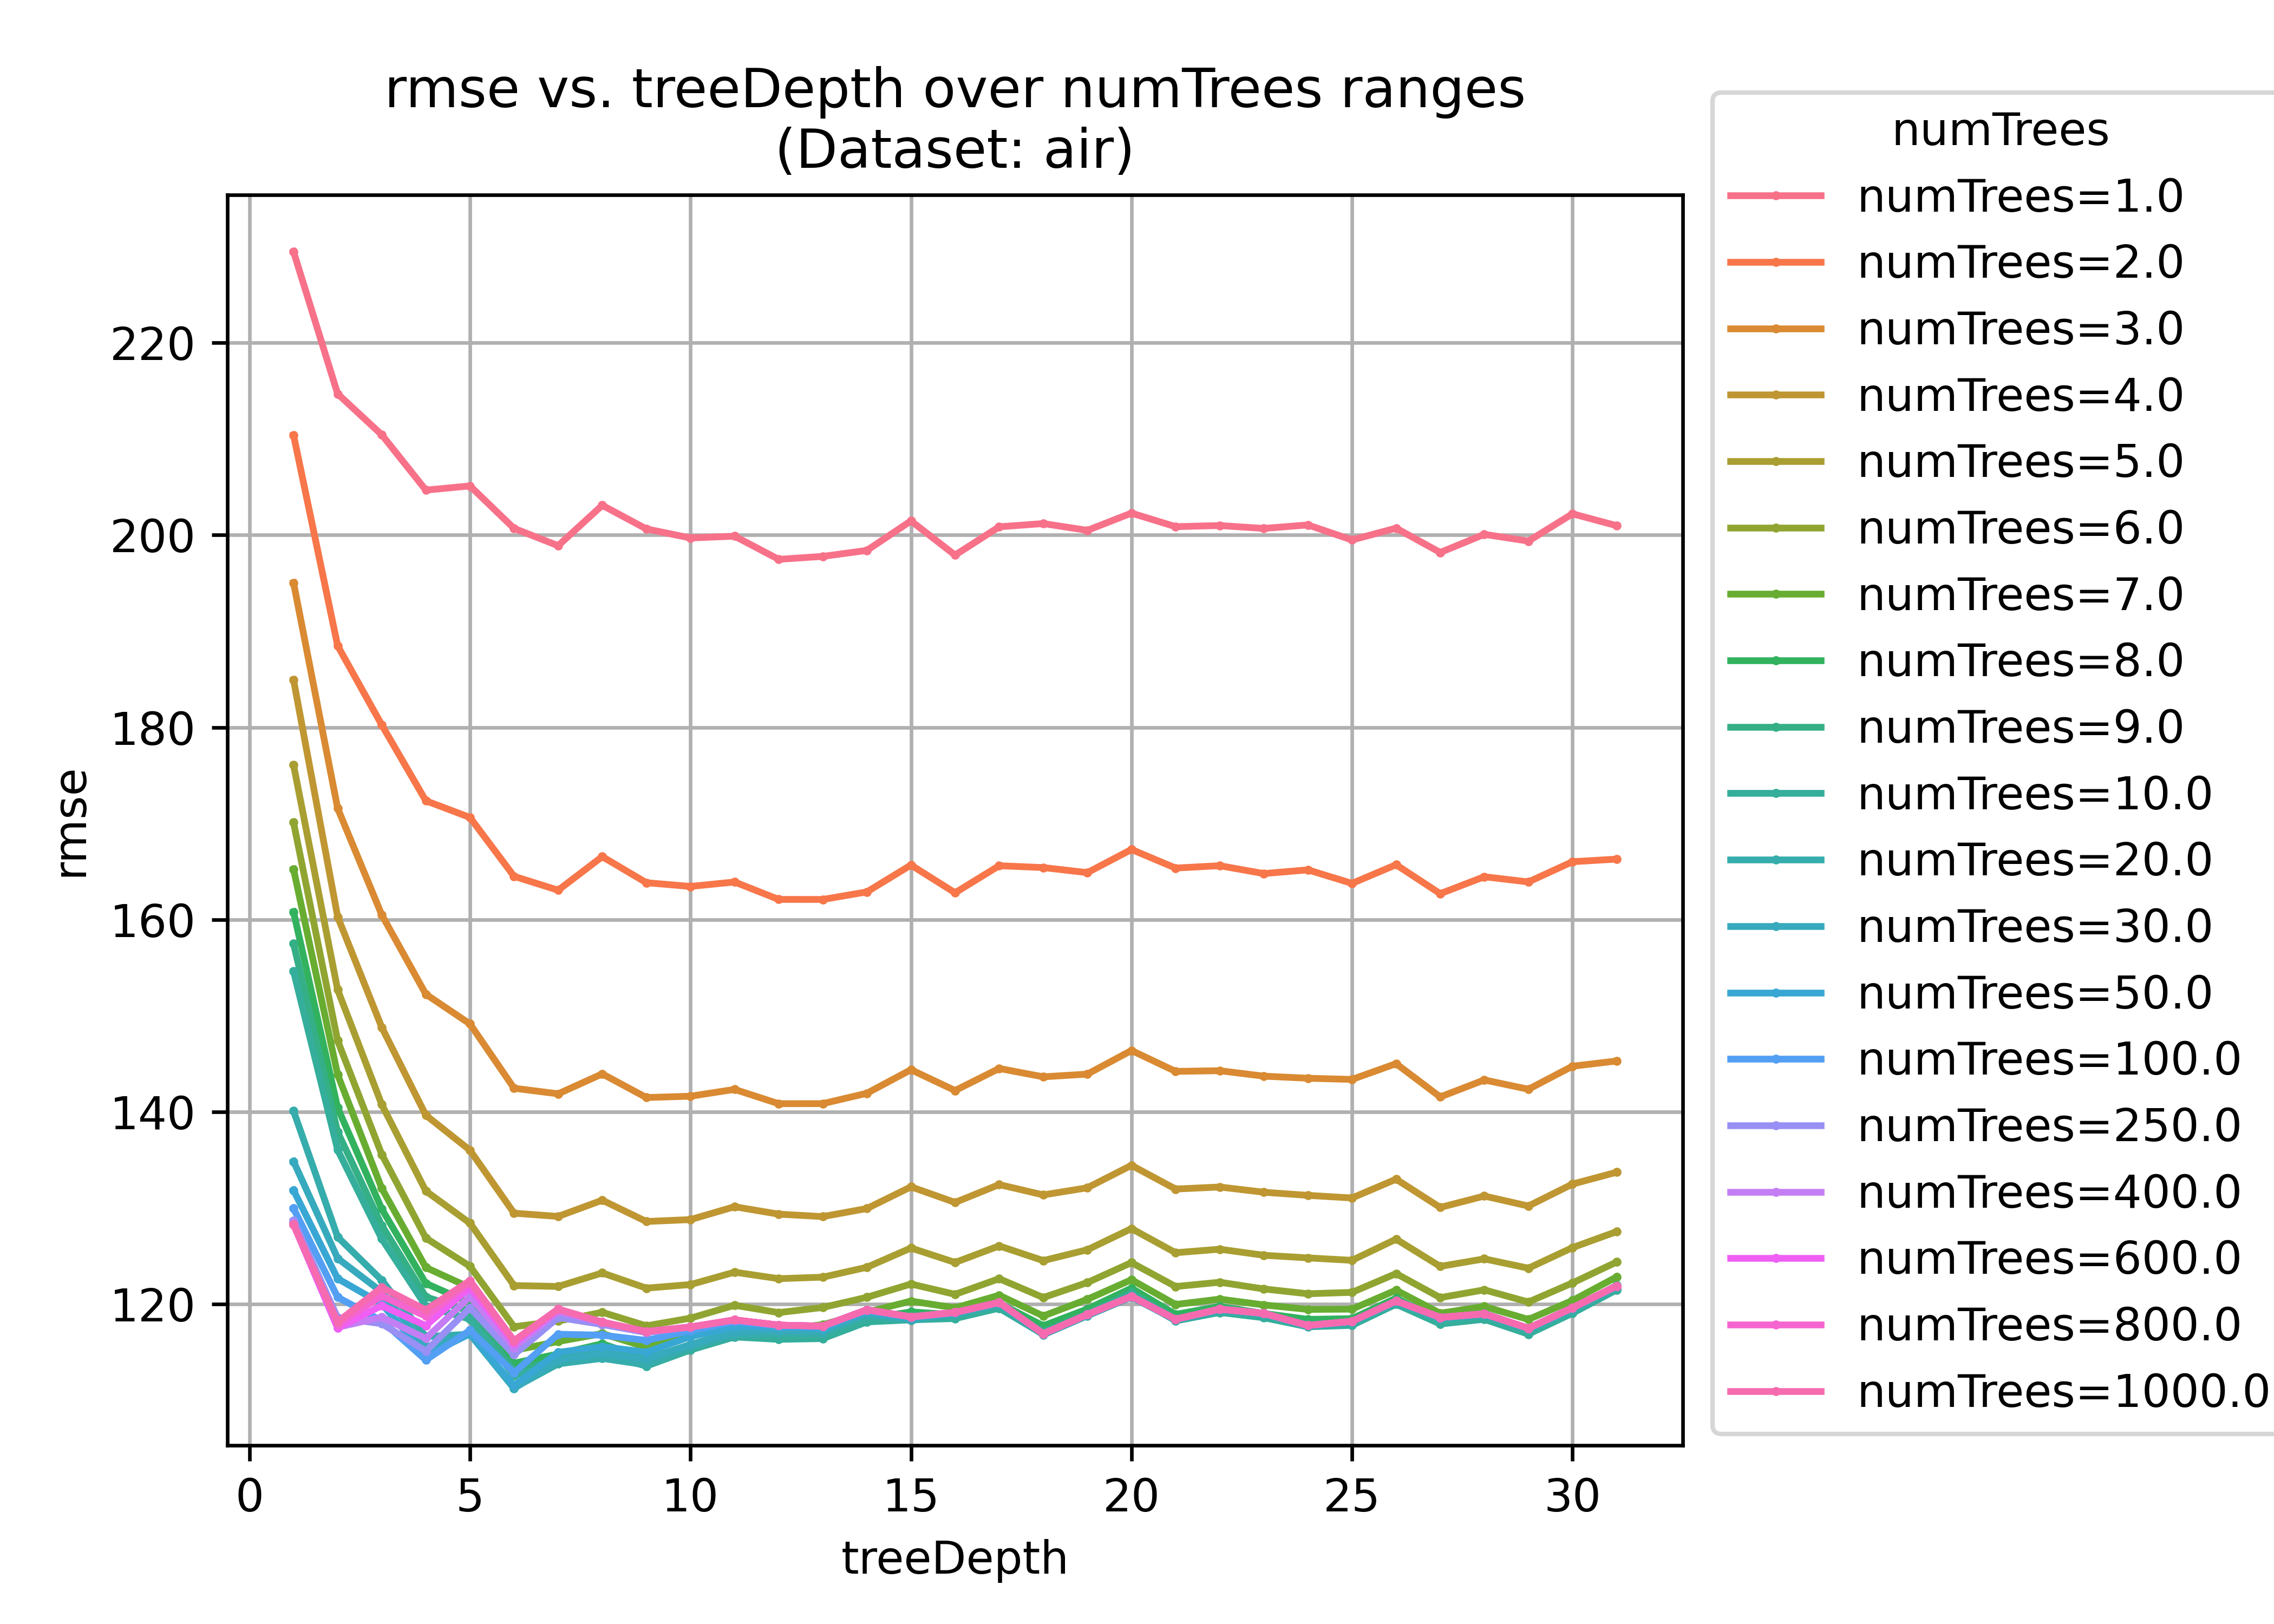 rmse vs. treeDepth over numTrees ranges
(Dataset: air)
numTrees
numTrees=1.0
numTrees=2.0
numTrees=3.0
numTrees=4.0
numTrees=5.0
numTrees=6.0
numTrees=7.0
numTrees=8.0
numTrees=9.0
numTrees=10.0
numTrees=20.0
numTrees=30.0
numTrees=50.0
numTrees=100.0
numTrees=250.0
numTrees=400.0
numTrees=600.0
numTrees=800.0
numTrees=1000.0
rmse
220
200
180
160
140
120
0 5 10 15 20 25 30
treeDepth